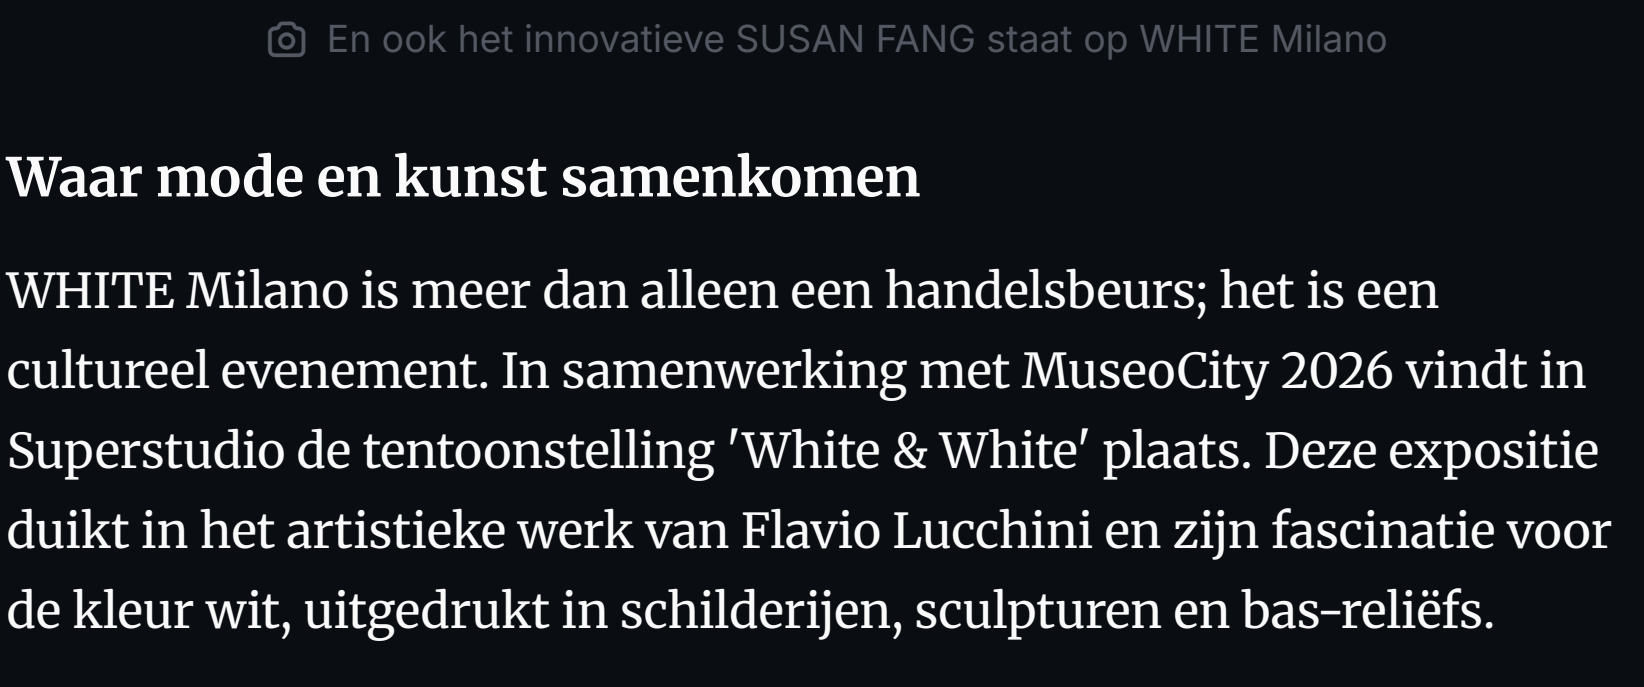 En ook het innovatieve SUSAN FANG staat op WHITE Milano
Waar mode en kunst samenkomen
WHITE Milano is meer dan alleen een handelsbeurs; het is een
cultureel evenement. In samenwerking met MuseoCity 2026 vindt in
Superstudio de tentoonstelling 'White & White' plaats. Deze expositie
duikt in het artistieke werk van Flavio Lucchini en zijn fascinatie voor
de kleur wit, uitgedrukt in schilderijen, sculpturen en bas-reliëfs.